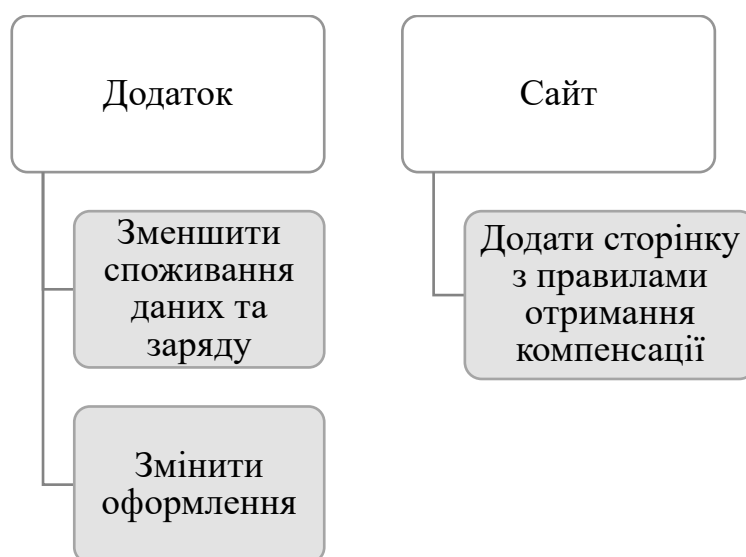 Додаток
Зменшити
споживання
даних та
заряду
Змінити
оформлення
Сайт
Додати сторінку
з правилами
отримання
компенсації